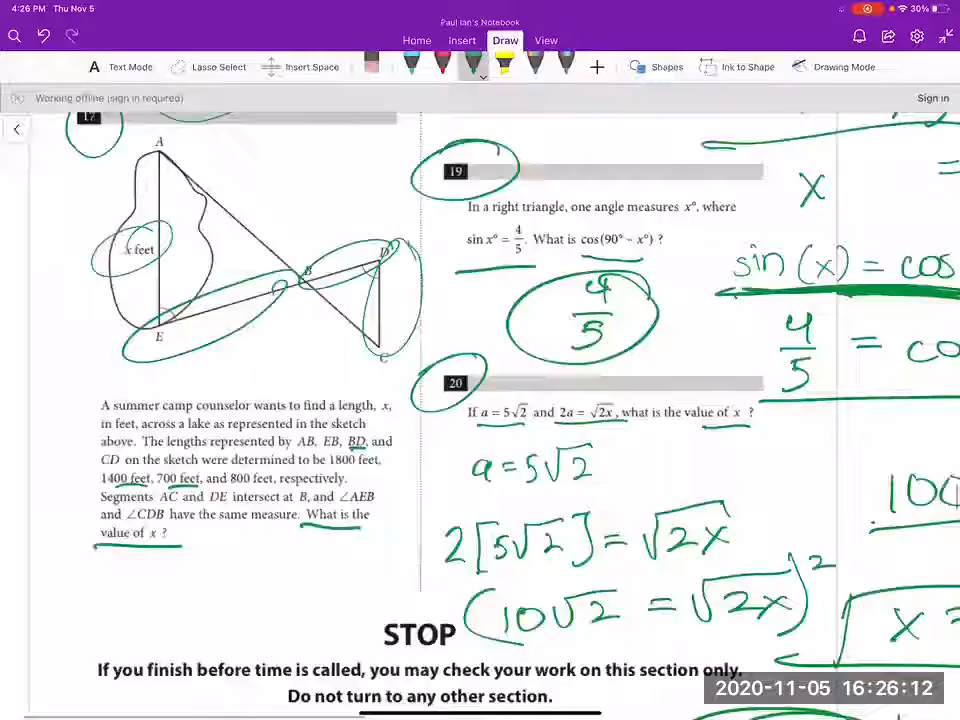 4:26 PM Thu Nov 5
30%
Paul Ian's Notebook
Home Insert Draw View
A Text Mode Lasso Select Insert Space Shapes Ink to Shape Drawing Mode
Working offline (sign in required)
Sign in
17
A
x feet
B
D
E
C
A summer camp counselor wants to find a length, x,
in feet, across a lake as represented in the sketch
above. The lengths represented by AB, EB, BD, and
CD on the sketch were determined to be 1800 feet,
1400 feet, 700 feet, and 800 feet, respectively.
Segments AC and DE intersect at B, and ∠AEB
and ∠CDB have the same measure. What is the
value of x ?
19
In a right triangle, one angle measures x°, where
sin x° = 4/5. What is cos(90° − x°) ?
4/5
20
If a = 5√2 and 2a = √2x, what is the value of x ?
a = 5√2
2[5√2] = √2x
(10√2 = √2x)²
x =
sin(x) = cos
4/5 = co
100
x =
STOP
If you finish before time is called, you may check your work on this section only.
Do not turn to any other section.
2020-11-05 16:26:12